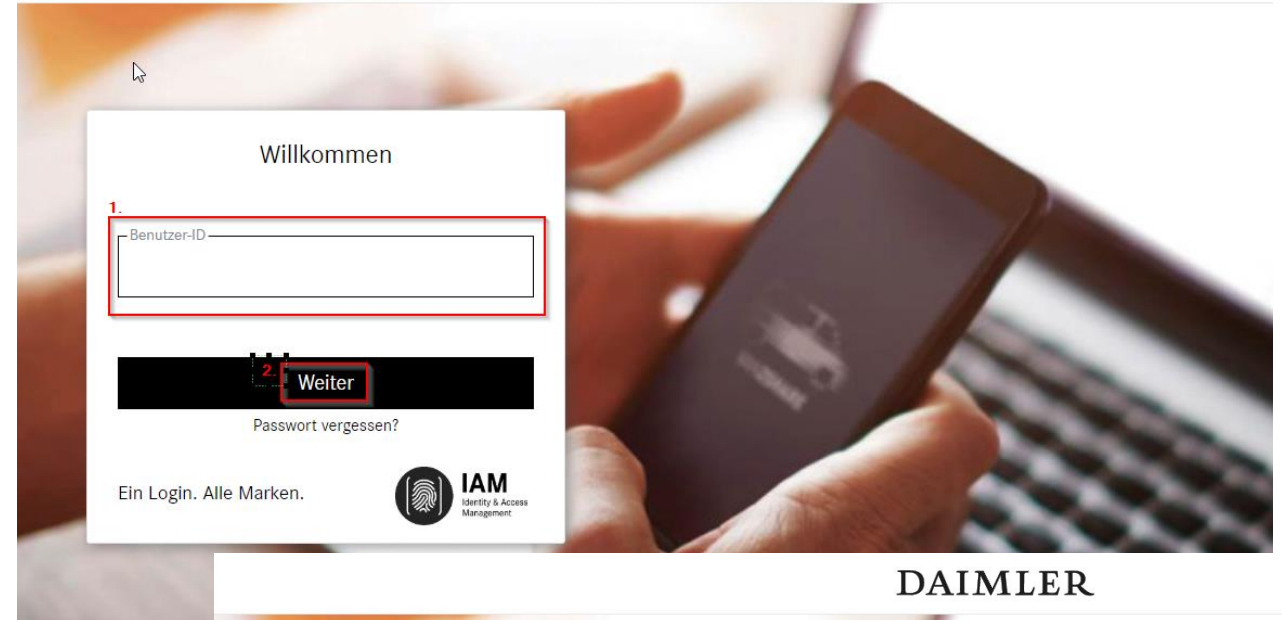 Willkommen
1.
Benutzer-ID
2.
Weiter
Passwort vergessen?
Ein Login. Alle Marken.
IAM
Identity & Access
Management
DAIMLER